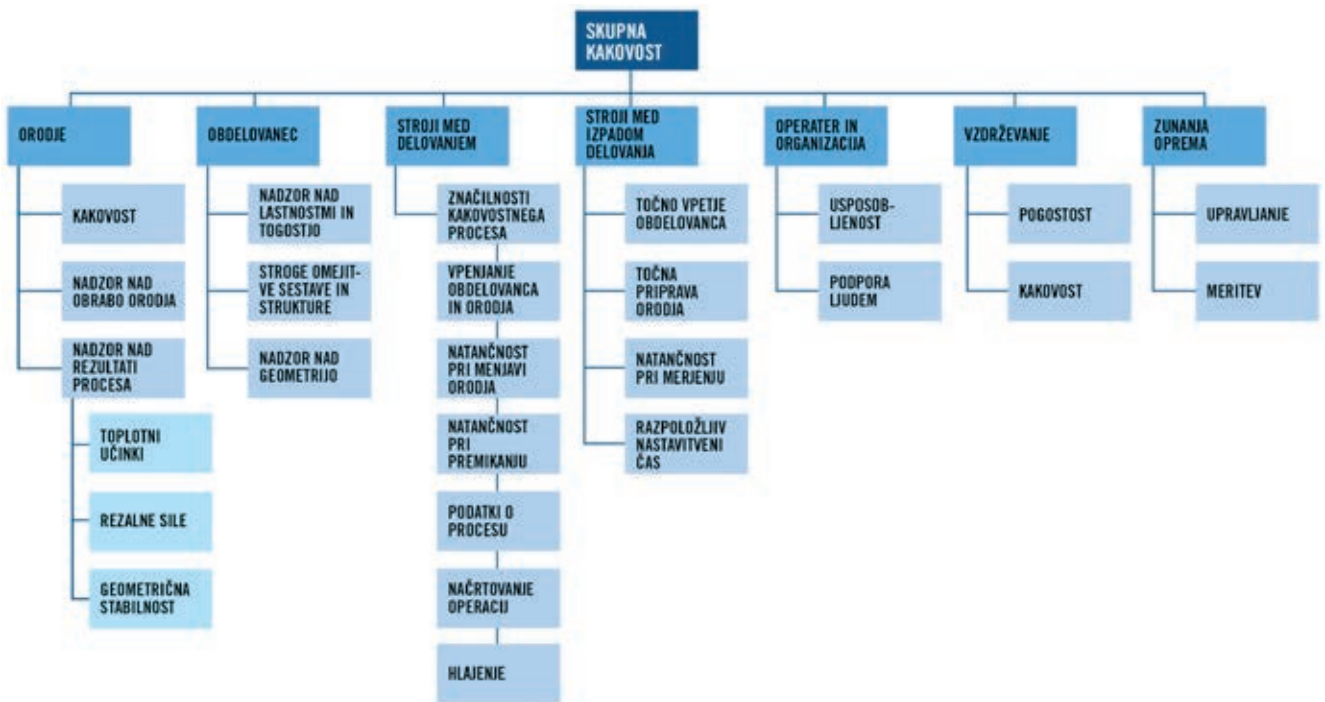 SKUPNA
KAKOVOST
ORODJE
KAKOVOST
NADZOR NAD
OBRABO ORODJA
NADZOR NAD
REZULTATI
PROCESA
TOPLOTNI
UČINKI
REZALNE SILE
GEOMETRIČNA
STABILNOST
OBDELOVANEC
NADZOR NAD
LASTNOSTMI IN
TOGOSTJO
STROGE OMEJIT-
VE SESTAVE IN
STRUKTURE
NADZOR NAD
GEOMETRIJO
STROJI MED
DELOVANJEM
ZNAČILNOSTI
KAKOVOSTNEGA
PROCESA
VPENJANJE
OBDELOVANCA
IN ORODJA
NATANČNOST
PRI MENJAVI
ORODJA
NATANČNOST
PRI
PREMIKANJU
PODATKI O
PROCESU
NAČRTOVANJE
OPERACIJ
HLAJENJE
STROJI MED
IZPADOM
DELOVANJA
TOČNO VPETJE
OBDELOVANCA
TOČNA
PRIPRAVA
ORODJA
NATANČNOST
PRI MERJENJU
RAZPOLOŽLJIV
NASTAVITVENI
ČAS
OPERATER IN
ORGANIZACIJA
USPOSOB-
LJENOST
PODPORA
LJUDEM
VZDRŽEVANJE
POGOSTOST
KAKOVOST
ZUNANJA
OPREMA
UPRAVLJANJE
MERITEV